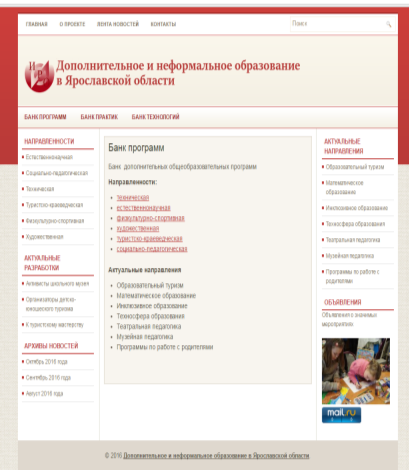 ГЛАВНАЯ О ПРОЕКТЕ ЛЕНТА НОВОСТЕЙ КОНТАКТЫ Поиск
Дополнительное и неформальное образование
в Ярославской области
БАНК ПРОГРАММ БАНК ПРАКТИК БАНК ТЕХНОЛОГИЙ
НАПРАВЛЕННОСТИ
Естественнонаучная
Социально-педагогическая
Техническая
Туристско-краеведческая
Физкультурно-спортивная
Художественная
АКТУАЛЬНЫЕ
РАЗРАБОТКИ
Активисты школьного музея
Организаторы детско-
юношеского туризма
К туристскому мастерству
АРХИВЫ НОВОСТЕЙ
Октябрь 2016 года
Сентябрь 2016 года
Август 2016 года
Банк программ
Банк дополнительных общеобразовательных программ
Направленности:
техническая
естественнонаучная
физкультурно-спортивная
художественная
туристско-краеведческая
социально-педагогическая
Актуальные направления
Образовательный туризм
Математическое образование
Инклюзивное образование
Техносфера образования
Театральная педагогика
Музейная педагогика
Программы по работе с родителями
АКТУАЛЬНЫЕ
НАПРАВЛЕНИЯ
Образовательный туризм
Математическое
образование
Инклюзивное образование
Техносфера образования
Театральная педагогика
Музейная педагогика
Программы по работе с
родителями
ОБЪЯВЛЕНИЯ
Объявления о значимых
мероприятиях
mail.ru
© 2016 Дополнительное и неформальное образование в Ярославской области